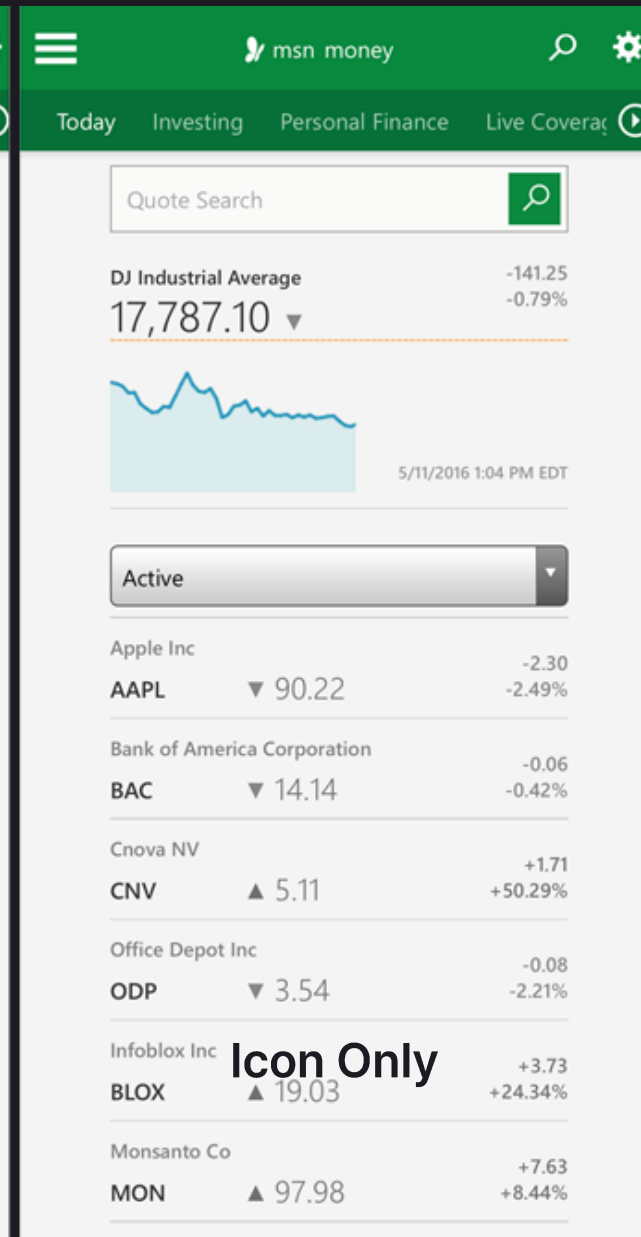 msn money
Today Investing Personal Finance Live Coverag
Quote Search
DJ Industrial Average
-141.25
17,787.10 ▼
-0.79%
5/11/2016 1:04 PM EDT
Active
Apple Inc
-2.30
AAPL ▼ 90.22
-2.49%
Bank of America Corporation
-0.06
BAC ▼ 14.14
-0.42%
Cnova NV
+1.71
CNV ▲ 5.11
+50.29%
Office Depot Inc
-0.08
ODP ▼ 3.54
-2.21%
Infoblox Inc
Icon Only
+3.73
BLOX ▲ 19.03
+24.34%
Monsanto Co
+7.63
MON ▲ 97.98
+8.44%